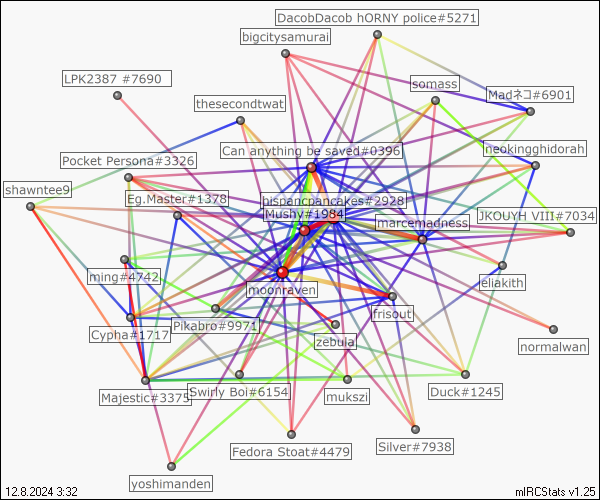 DacobDacob hORNY police#5271
bigcitysamurai
LPK2387 #7690
somass
Madネコ#6901
thesecondtwat
Can anything be saved#0396
neokingghidorah
Pocket Persona#3326
shawntee9
Eg.Master#1378
hispancpancakes#2928
Mushy#1984
marcemadness
JKOUYH VIII#7034
ming#4742
moonraven
eliakith
frisout
Cypha#1717
Pikabro#9971
zebula
normalwan
Majestic#3375
Swirly Boi#6154
mukszi
Duck#1245
Fedora Stoat#4479
Silver#7938
yoshimanden
12.8.2024 3:32
mIRCStats v1.25